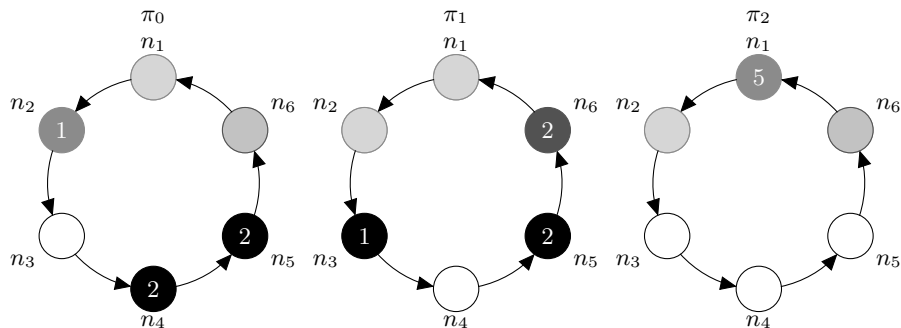 π₀ π₁ π₂
n₁ n₁ n₁
n₂ n₆ n₂ n₆ n₂ 5 n₆
1 1 2
n₃ 2 n₅ n₃ 2 n₅ n₃ n₅
2
n₄ n₄ n₄